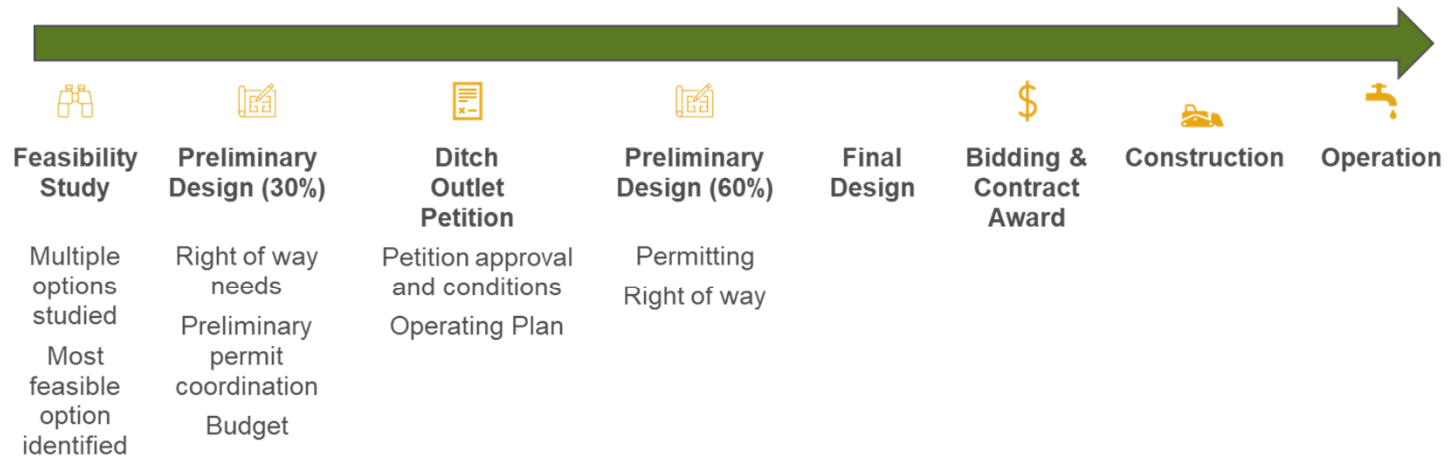 Feasibility
Study
Multiple
options
studied
Most
feasible
option
identified
Preliminary
Design (30%)
Right of way
needs
Preliminary
permit
coordination
Budget
Ditch
Outlet
Petition
Petition approval
and conditions
Operating Plan
Preliminary
Design (60%)
Permitting
Right of way
Final
Design
$
Bidding &
Contract
Award
Construction
Operation